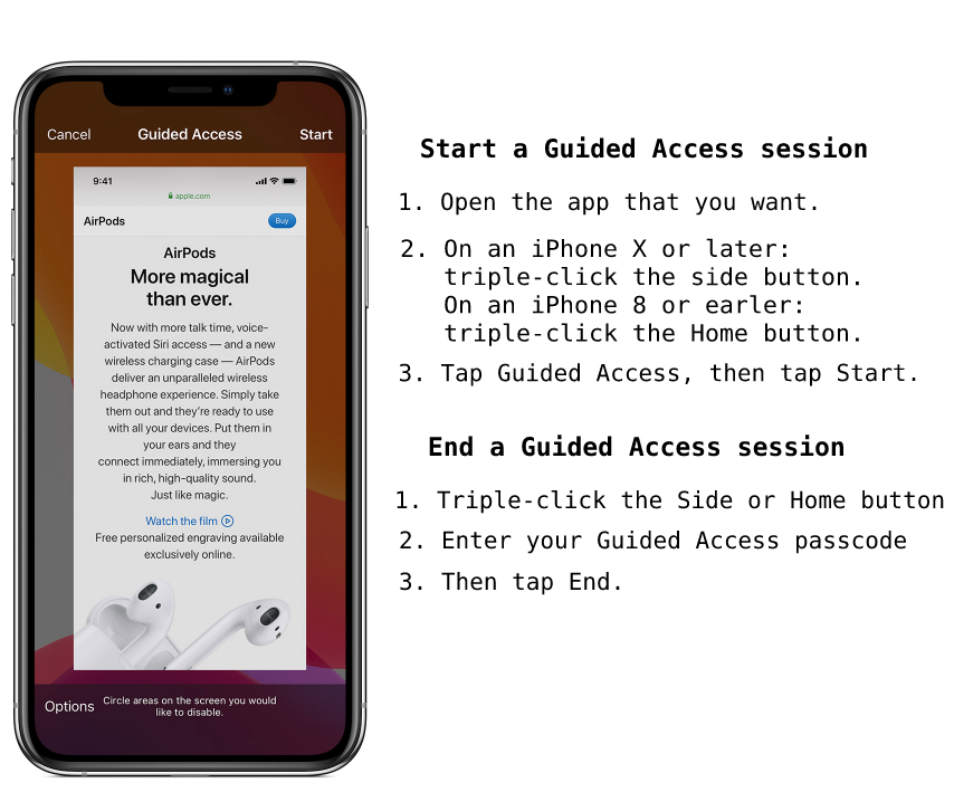 Cancel Guided Access Start
9:41
apple.com
AirPods Buy
AirPods
More magical
than ever.
Now with more talk time, voice-
activated Siri access — and a new
wireless charging case — AirPods
deliver an unparalleled wireless
headphone experience. Simply take
them out and they're ready to use
with all your devices. Put them in
your ears and they
connect immediately, immersing you
in rich, high-quality sound.
Just like magic.
Watch the film
Free personalized engraving available
exclusively online.
Options
Circle areas on the screen you would
like to disable.
Start a Guided Access session
1. Open the app that you want.
2. On an iPhone X or later:
triple-click the side button.
On an iPhone 8 or earler:
triple-click the Home button.
3. Tap Guided Access, then tap Start.
End a Guided Access session
1. Triple-click the Side or Home button
2. Enter your Guided Access passcode
3. Then tap End.